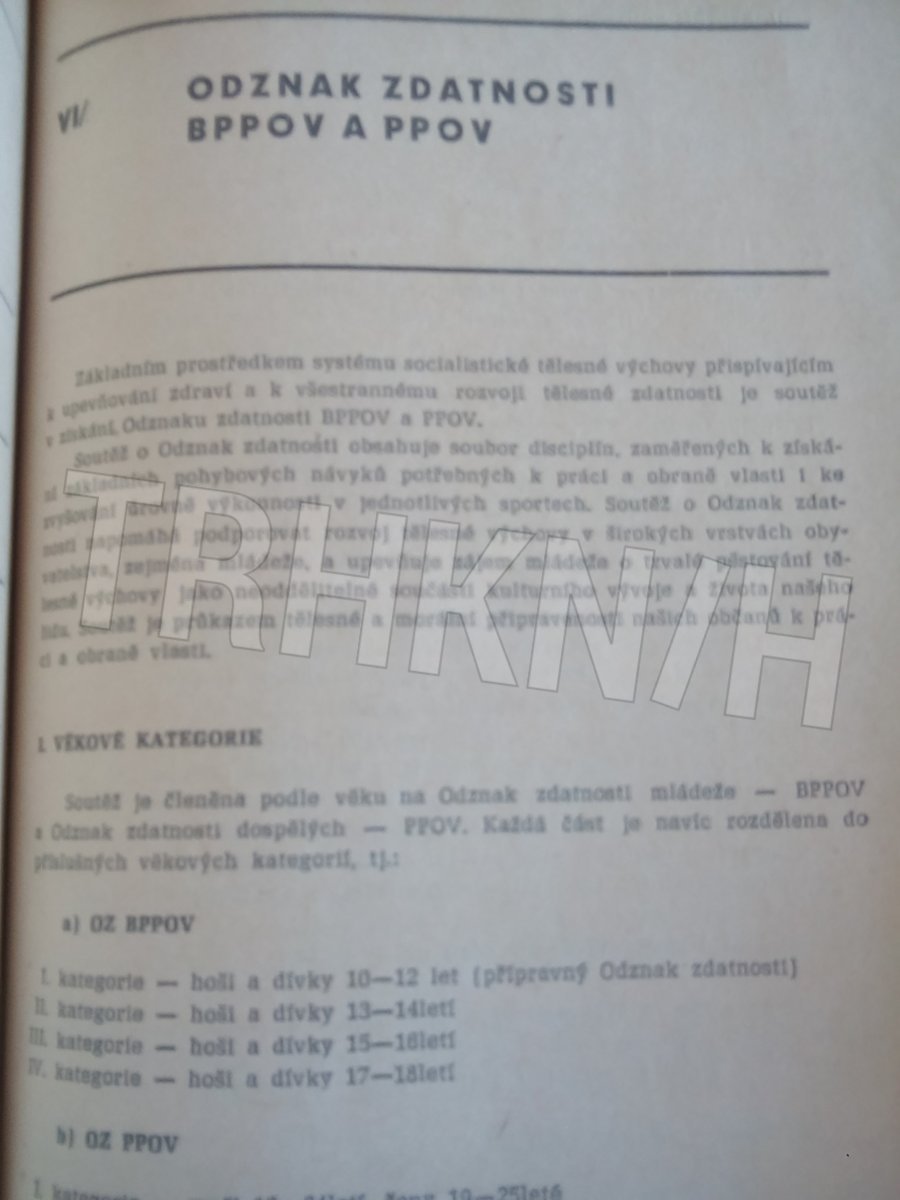 VI/
ODZNAK ZDATNOSTI
BPPOV A PPOV
Základním prostředkem systému socialistické tělesné výchovy přispívajícím
k upevňování zdraví a k všestrannému rozvoji tělesné zdatnosti je soutěž
v získání Odznaku zdatnosti BPPOV a PPOV.
Soutěž o Odznak zdatnosti obsahuje soubor disciplín, zaměřených k získá-
ní základních pohybových návyků potřebných k práci a obraně vlasti i ke
zvyšování úrovně výkonnosti v jednotlivých sportech. Soutěž o Odznak zdat-
nosti napomáhá podporovat rozvoj tělesné výchovy v širokých vrstvách oby-
vatelstva, zejména mládeže, a upevňuje zájem mládeže o trvalé pěstování tě-
lesné výchovy jako neoddělitelné součásti kulturního vývoje a života našeho
lidu. Soutěž je průkazem tělesné a morální připravenosti našich občanů k prá-
ci a obraně vlasti.
TRHKN/H
I. VĚKOVÉ KATEGORIE
Soutěž je členěna podle věku na Odznak zdatnosti mládeže — BPPOV
a Odznak zdatnosti dospělých — PPOV. Každá část je navíc rozdělena do
příslušných věkových kategorií, tj.:
a) OZ BPPOV
I. kategorie — hoši a dívky 10—12 let (přípravný Odznak zdatnosti)
II. kategorie — hoši a dívky 13—14letí
III. kategorie — hoši a dívky 15—16letí
IV. kategorie — hoši a dívky 17—18letí
b) OZ PPOV
I. kategorie — 19—25leté